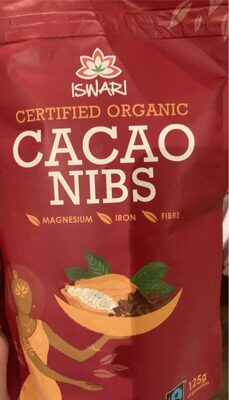 ISWARI
CERTIFIED ORGANIC
CACAO
NIBS
MAGNESIUM IRON FIBRE
125g